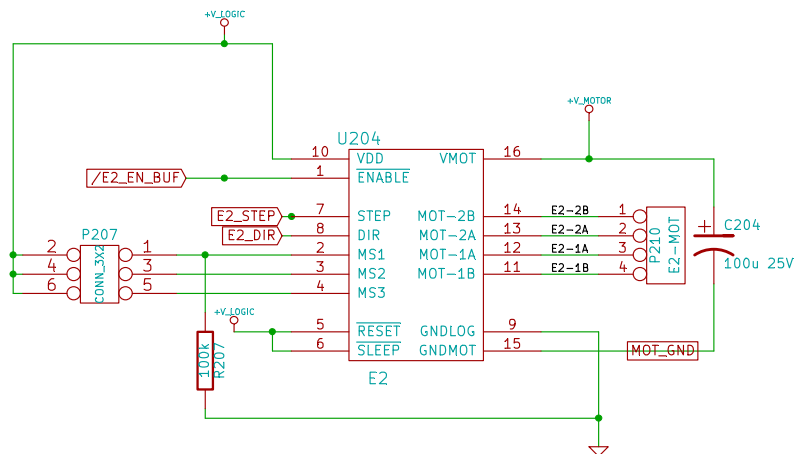 +V_LOGIC
+V_MOTOR
U204
10 VDD VMOT 16
/E2_EN_BUF 1 ENABLE
E2_STEP 7 STEP MOT-2B 14 E2-2B 1
E2_DIR 8 DIR MOT-2A 13 E2-2A 2
P207
2 1 2 MS1 MOT-1A 12 E2-1A 3
4 3 3 MS2 MOT-1B 11 E2-1B 4
6 5 4 MS3
CONN_3X2
P210
E2-MOT
+ C204
100u 25V
+V_LOGIC
5 RESET GNDLOG 9
6 SLEEP GNDMOT 15 MOT_GND
100k
R207
E2